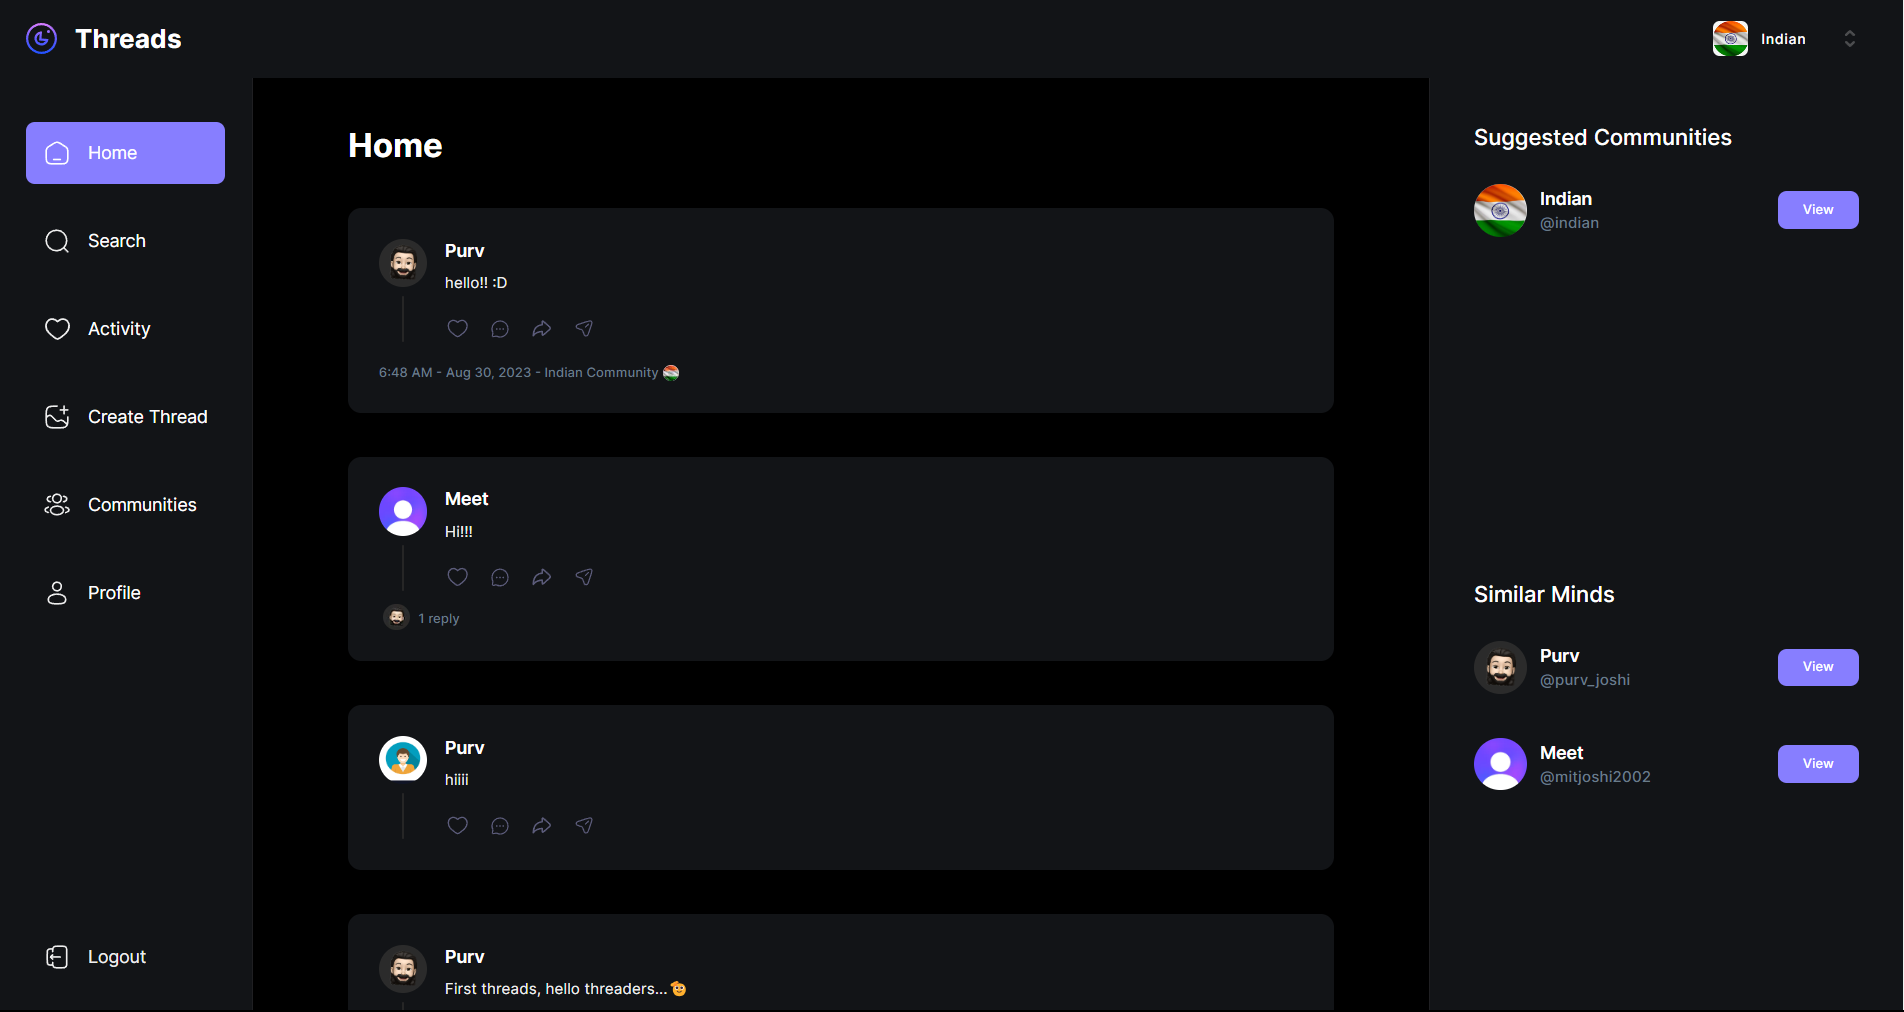 Threads
Indian
Home
Search
Activity
Create Thread
Communities
Profile
Logout
Home
Purv
hello!! :D
6:48 AM - Aug 30, 2023 - Indian Community
Meet
Hi!!!
1 reply
Purv
hiiii
Purv
First threads, hello threaders...🫡
Suggested Communities
Indian
@indian
View
Similar Minds
Purv
@purv_joshi
View
Meet
@mitjoshi2002
View